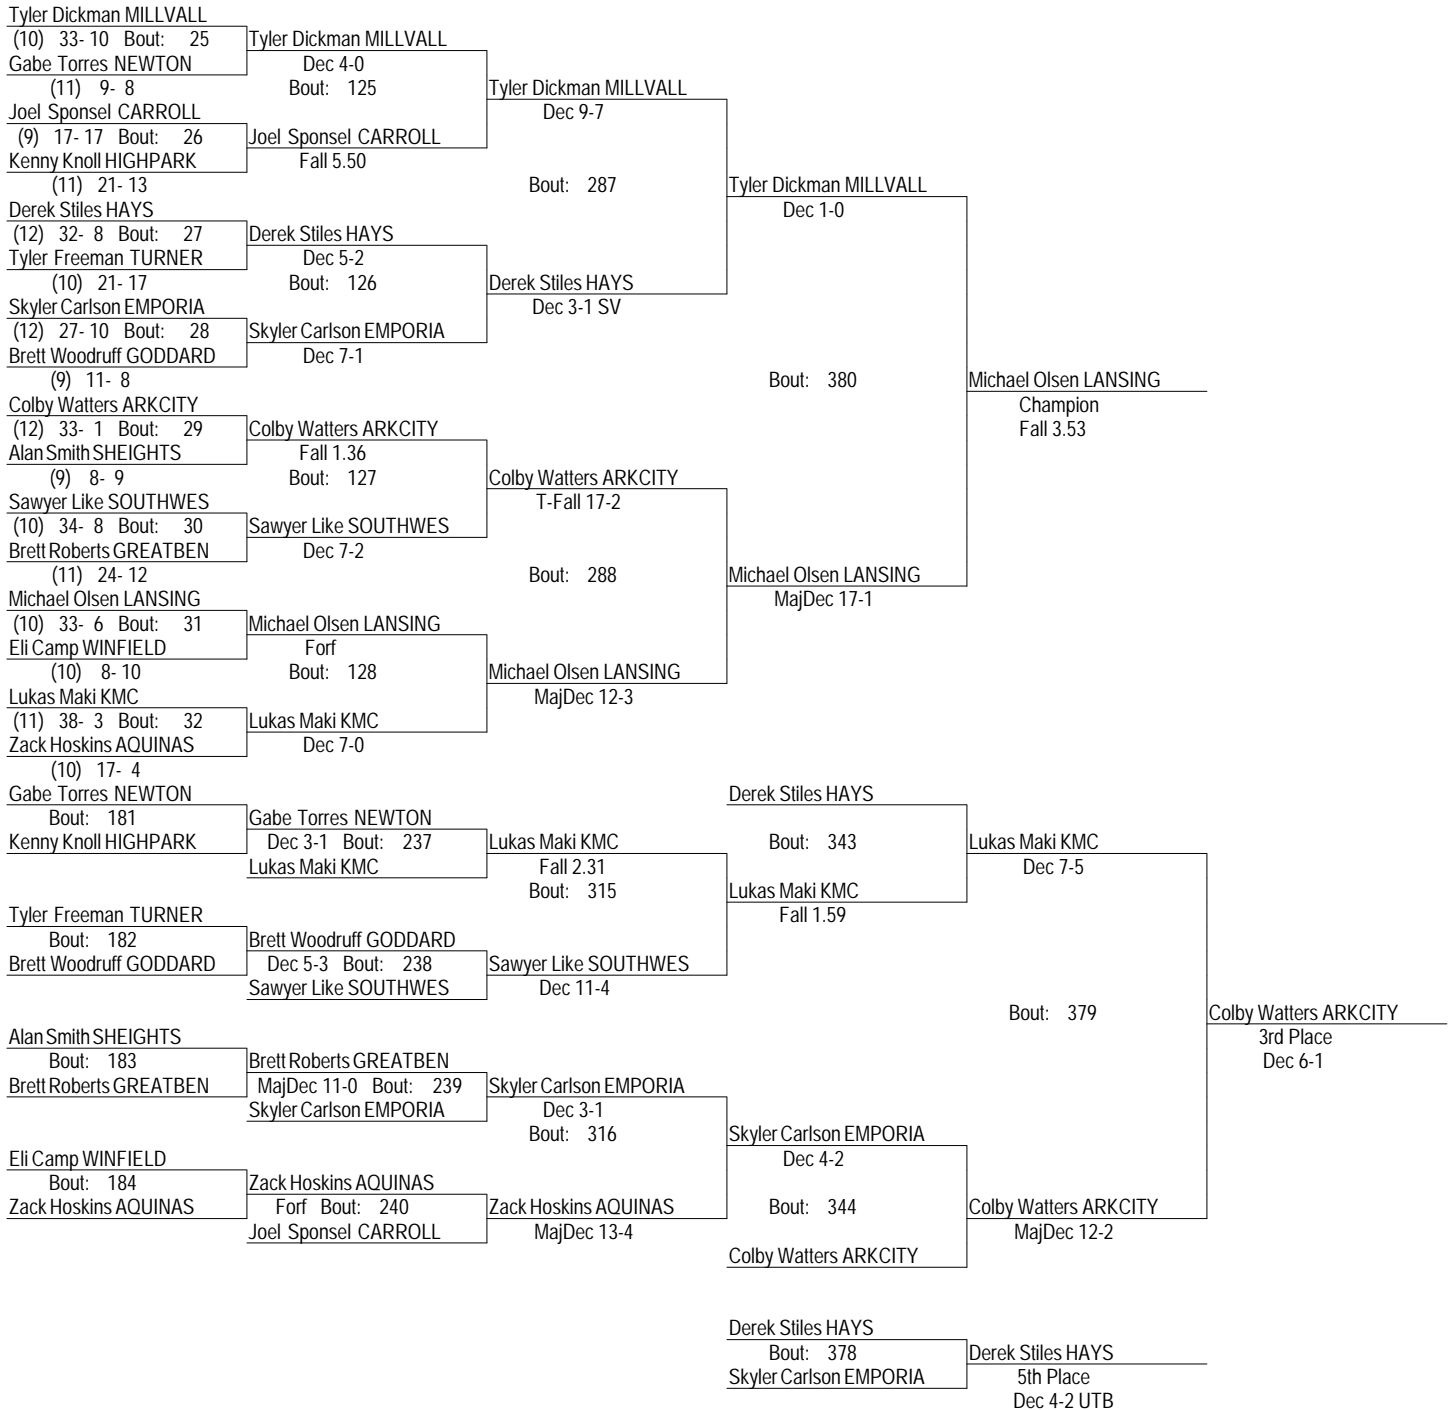 Tyler Dickman MILLVALL
(10) 33- 10 Bout: 25 Tyler Dickman MILLVALL
Gabe Torres NEWTON Dec 4-0
(11) 9- 8 Bout: 125 Tyler Dickman MILLVALL
Joel Sponsel CARROLL Dec 9-7
(9) 17- 17 Bout: 26 Joel Sponsel CARROLL
Kenny Knoll HIGHPARK Fall 5.50
(11) 21- 13 Bout: 287 Tyler Dickman MILLVALL
Derek Stiles HAYS Dec 1-0
(12) 32- 8 Bout: 27 Derek Stiles HAYS
Tyler Freeman TURNER Dec 5-2
(10) 21- 17 Bout: 126 Derek Stiles HAYS
Skyler Carlson EMPORIA Dec 3-1 SV
(12) 27- 10 Bout: 28 Skyler Carlson EMPORIA
Brett Woodruff GODDARD Dec 7-1
(9) 11- 8 Bout: 380 Michael Olsen LANSING
Colby Watters ARKCITY Champion
(12) 33- 1 Bout: 29 Colby Watters ARKCITY Fall 3.53
Alan Smith SHEIGHTS Fall 1.36
(9) 8- 9 Bout: 127 Colby Watters ARKCITY
Sawyer Like SOUTHWES T-Fall 17-2
(10) 34- 8 Bout: 30 Sawyer Like SOUTHWES
Brett Roberts GREATBEN Dec 7-2
(11) 24- 12 Bout: 288 Michael Olsen LANSING
Michael Olsen LANSING MajDec 17-1
(10) 33- 6 Bout: 31 Michael Olsen LANSING
Eli Camp WINFIELD Forf
(10) 8- 10 Bout: 128 Michael Olsen LANSING
Lukas Maki KMC MajDec 12-3
(11) 38- 3 Bout: 32 Lukas Maki KMC
Zack Hoskins AQUINAS Dec 7-0
(10) 17- 4
Gabe Torres NEWTON Derek Stiles HAYS
Bout: 181 Gabe Torres NEWTON
Kenny Knoll HIGHPARK Dec 3-1 Bout: 237 Lukas Maki KMC Bout: 343 Lukas Maki KMC
Lukas Maki KMC Fall 2.31 Dec 7-5
Bout: 315 Lukas Maki KMC
Tyler Freeman TURNER Fall 1.59
Bout: 182 Brett Woodruff GODDARD
Brett Woodruff GODDARD Dec 5-3 Bout: 238 Sawyer Like SOUTHWES
Sawyer Like SOUTHWES Dec 11-4
Bout: 379 Colby Watters ARKCITY
Alan Smith SHEIGHTS 3rd Place
Bout: 183 Brett Roberts GREATBEN Dec 6-1
Brett Roberts GREATBEN MajDec 11-0 Bout: 239 Skyler Carlson EMPORIA
Skyler Carlson EMPORIA Dec 3-1
Bout: 316 Skyler Carlson EMPORIA
Eli Camp WINFIELD Dec 4-2
Bout: 184 Zack Hoskins AQUINAS
Zack Hoskins AQUINAS Forf Bout: 240 Zack Hoskins AQUINAS Bout: 344 Colby Watters ARKCITY
Joel Sponsel CARROLL MajDec 13-4 MajDec 12-2
Colby Watters ARKCITY
Derek Stiles HAYS
Bout: 378 Derek Stiles HAYS
Skyler Carlson EMPORIA 5th Place
Dec 4-2 UTB